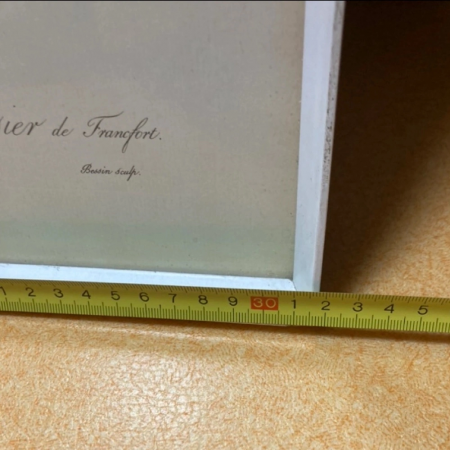 de Francfort.
Bessin sculp.
1 2 3 4 5 6 7 8 9 30 1 2 3 4 5